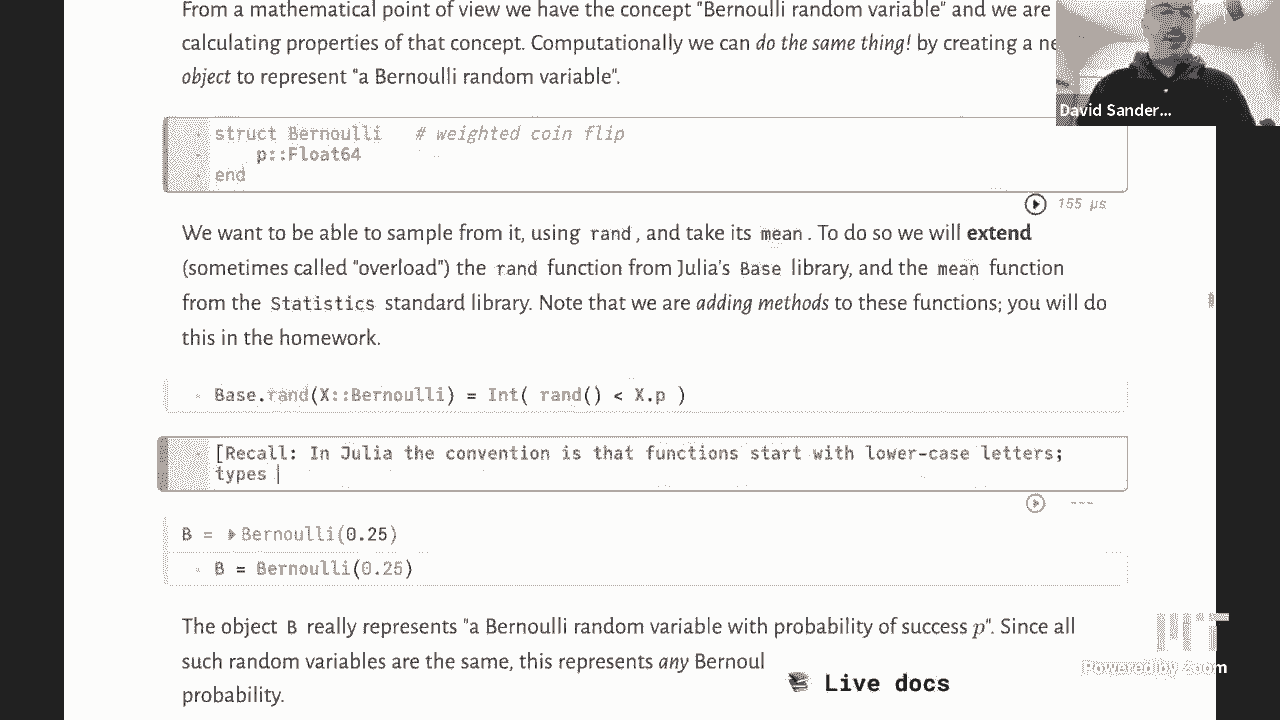 From a mathematical point of view we have the concept "Bernoulli random variable" and we are
calculating properties of that concept. Computationally we can do the same thing! by creating a ne
object to represent "a Bernoulli random variable".
David Sander...
struct Bernoulli # weighted coin flip
p::Float64
end
155 µs
We want to be able to sample from it, using rand, and take its mean. To do so we will extend
(sometimes called "overload") the rand function from Julia's Base library, and the mean function
from the Statistics standard library. Note that we are adding methods to these functions; you will do
this in the homework.
Base.rand(X::Bernoulli) = Int( rand() < X.p )
[Recall: In Julia the convention is that functions start with lower-case letters;
types
---
B = Bernoulli(0.25)
B = Bernoulli(0.25)
The object B really represents "a Bernoulli random variable with probability of success p". Since all
such random variables are the same, this represents any Bernoul
probability.
Live docs
MIT
Powered by Zoom